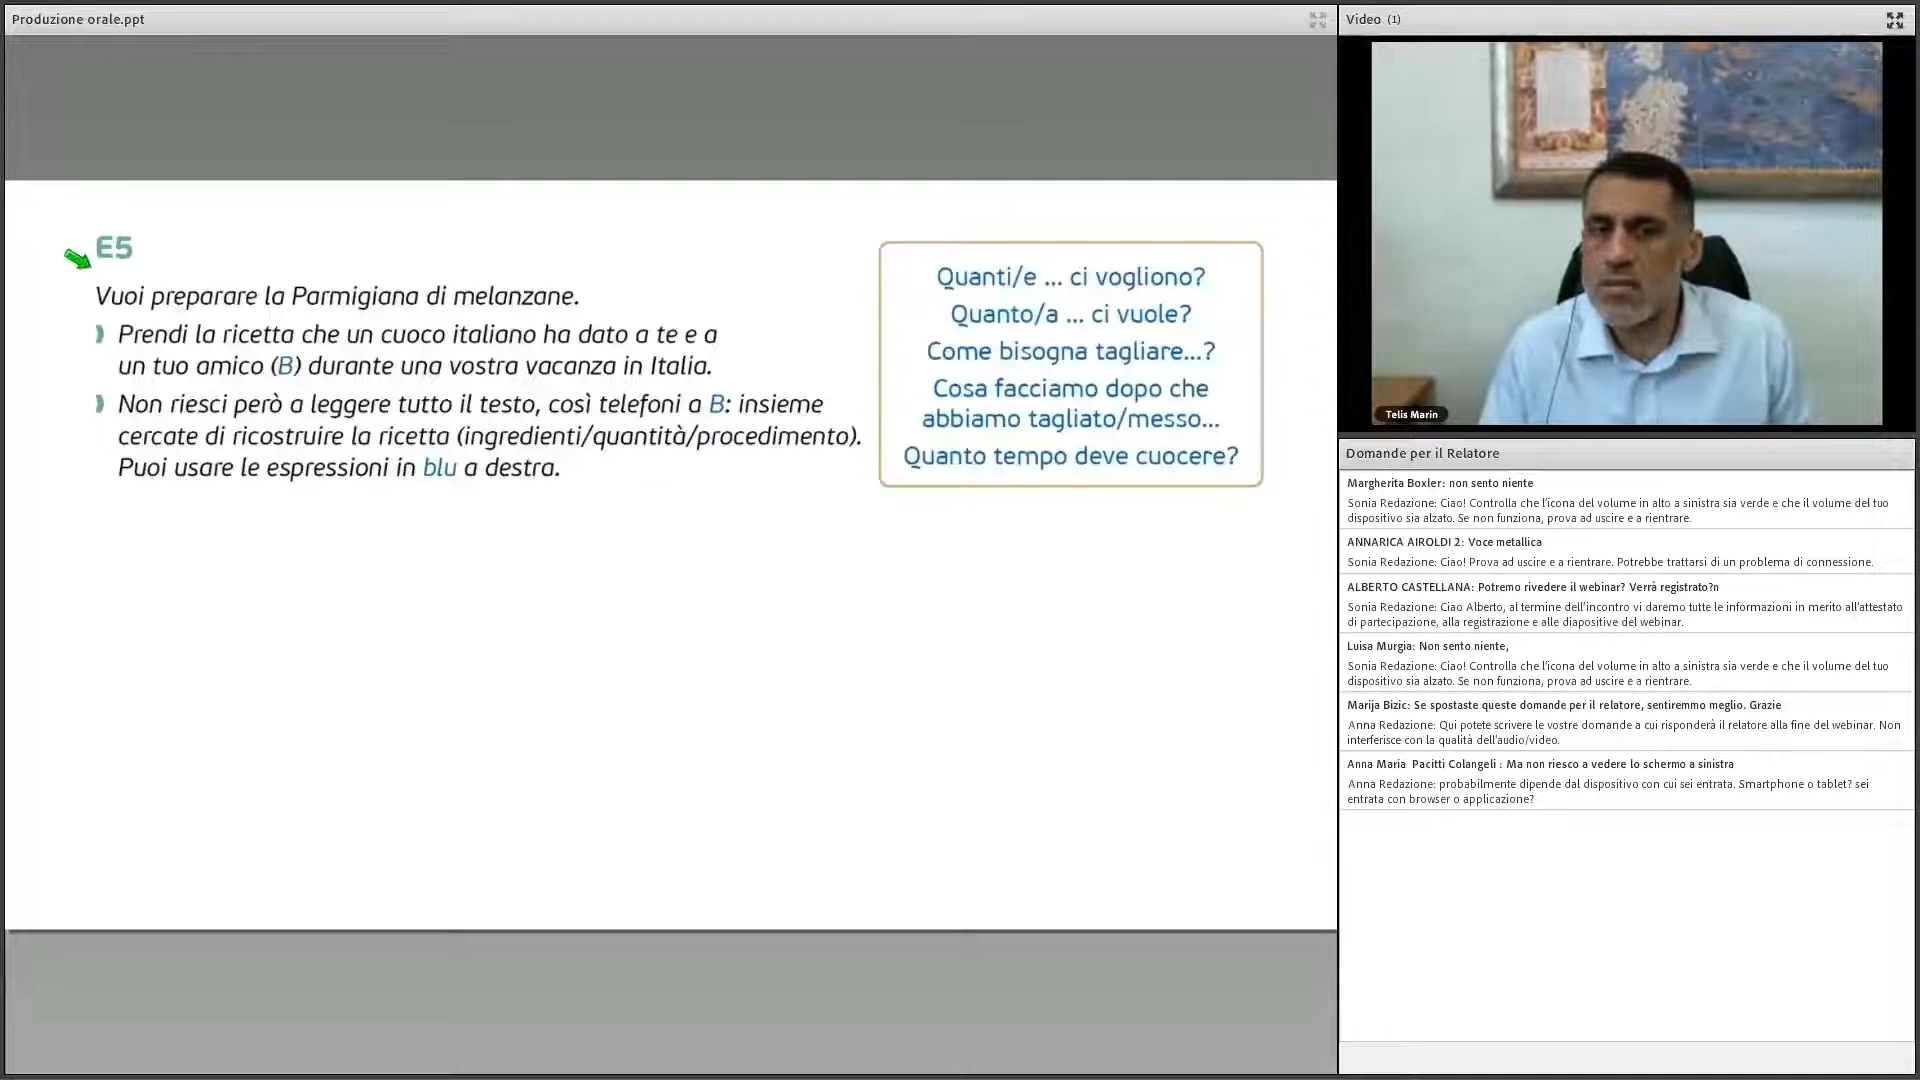 Produzione orale.ppt
E5
Vuoi preparare la Parmigiana di melanzane.
Prendi la ricetta che un cuoco italiano ha dato a te e a
un tuo amico (B) durante una vostra vacanza in Italia.
Non riesci però a leggere tutto il testo, così telefoni a B: insieme
cercate di ricostruire la ricetta (ingredienti/quantità/procedimento).
Puoi usare le espressioni in blu a destra.
Quanti/e ... ci vogliono?
Quanto/a ... ci vuole?
Come bisogna tagliare...?
Cosa facciamo dopo che
abbiamo tagliato/messo...
Quanto tempo deve cuocere?
Video (1)
Telis Marin
Domande per il Relatore
Margherita Boxler: non sento niente
Sonia Redazione: Ciao! Controlla che l'icona del volume in alto a sinistra sia verde e che il volume del tuo
dispositivo sia alzato. Se non funziona, prova ad uscire e a rientrare.
ANNARICA AIROLDI 2: Voce metallica
Sonia Redazione: Ciao! Prova ad uscire e a rientrare. Potrebbe trattarsi di un problema di connessione.
ALBERTO CASTELLANA: Potremo rivedere il webinar? Verrà registrato?n
Sonia Redazione: Ciao Alberto, al termine dell'incontro vi daremo tutte le informazioni in merito all'attestato
di partecipazione, alla registrazione e alle diapositive del webinar.
Luisa Murgia: Non sento niente,
Sonia Redazione: Ciao! Controlla che l'icona del volume in alto a sinistra sia verde e che il volume del tuo
dispositivo sia alzato. Se non funziona, prova ad uscire e a rientrare.
Marija Bizic: Se spostaste queste domande per il relatore, sentiremmo meglio. Grazie
Anna Redazione: Qui potete scrivere le vostre domande a cui risponderà il relatore alla fine del webinar. Non
interferisce con la qualità dell'audio/video.
Anna Maria Pacitti Colangeli : Ma non riesco a vedere lo schermo a sinistra
Anna Redazione: probabilmente dipende dal dispositivo con cui sei entrata. Smartphone o tablet? sei
entrata con browser o applicazione?